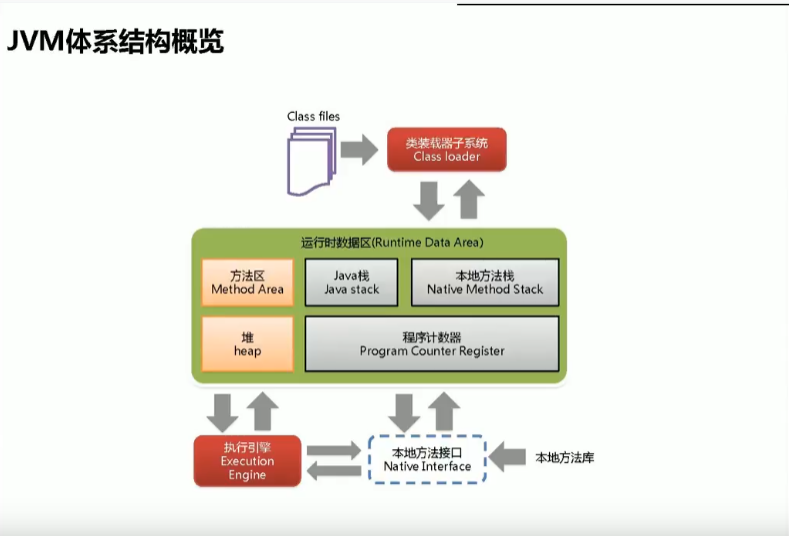 JVM体系结构概览
Class files
类装载器子系统
Class loader
运行时数据区(Runtime Data Area)
方法区
Method Area
Java栈
Java stack
本地方法栈
Native Method Stack
堆
heap
程序计数器
Program Counter Register
执行引擎
Execution
Engine
本地方法接口
Native Interface
本地方法库